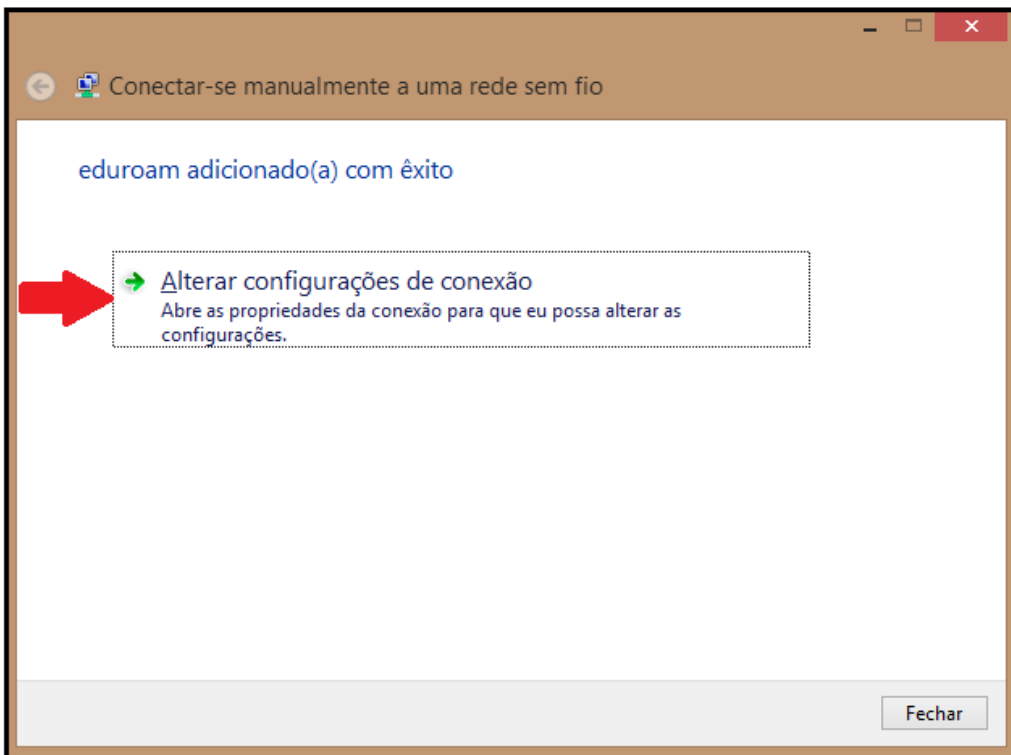 Conectar-se manualmente a uma rede sem fio
eduroam adicionado(a) com êxito
Alterar configurações de conexão
Abre as propriedades da conexão para que eu possa alterar as
configurações.
Fechar